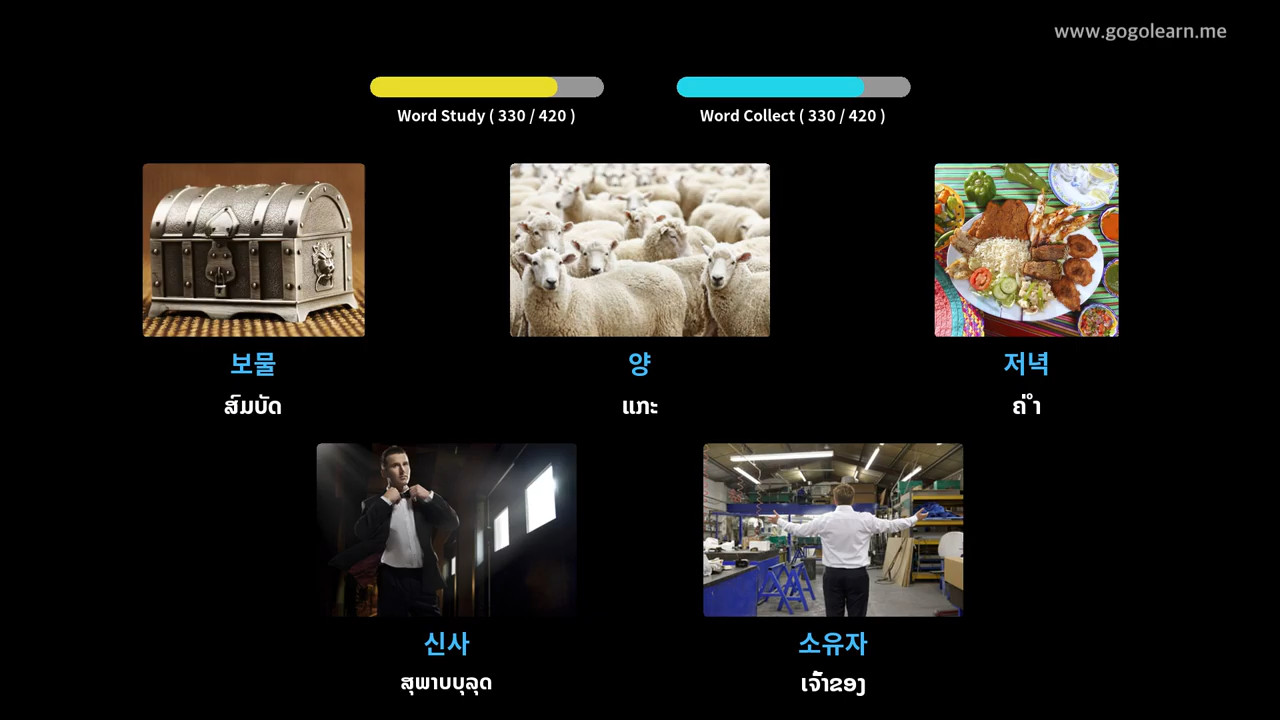 www.gogolearn.me
Word Study ( 330 / 420 )
Word Collect ( 330 / 420 )
보물
양
저녁
ສົມບັດ
ແກະ
ຄ່ໍາ
신사
소유자
ສຸພາບບຸລຸດ
ເຈົ້າຂອງ